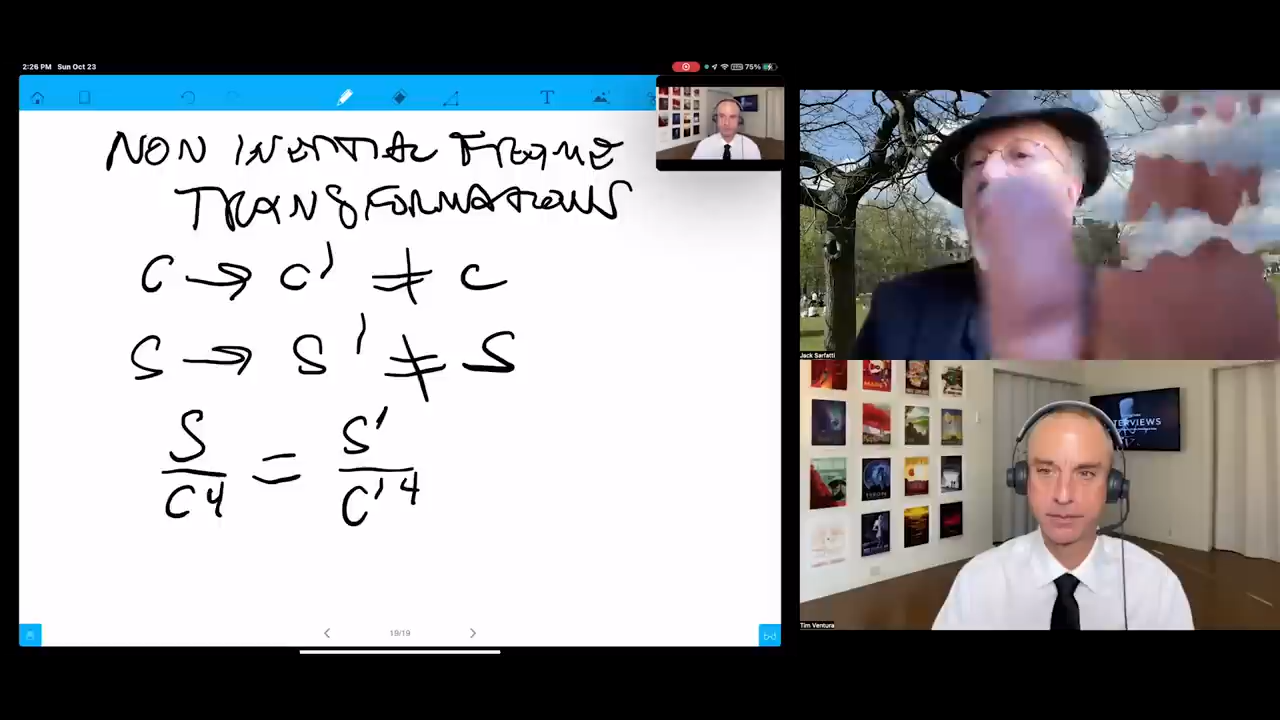 2:26 PM Sun Oct 23
75%
T
NON INERTIAL FRAME
TRANSFORMATIONS
C → C' ≠ C
S → S' ≠ S
S/C4 = S'/C'4
19/19
Jack Sarfatti
TERVIEWS
Tim Ventura